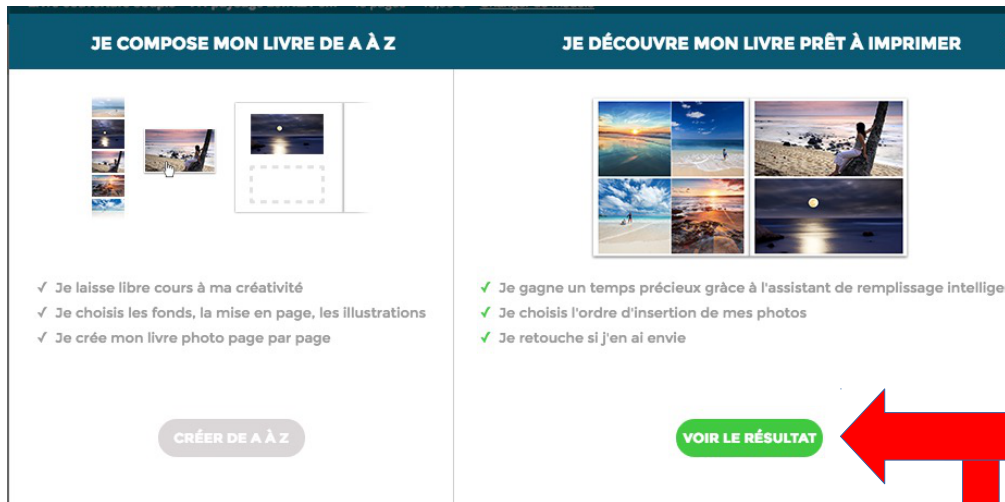 JE COMPOSE MON LIVRE DE A À Z
JE DÉCOUVRE MON LIVRE PRÊT À IMPRIMER
✓ Je laisse libre cours à ma créativité
✓ Je choisis les fonds, la mise en page, les illustrations
✓ Je crée mon livre photo page par page
CRÉER DE A À Z
✓ Je gagne un temps précieux grâce à l'assistant de remplissage intellige
✓ Je choisis l'ordre d'insertion de mes photos
✓ Je retouche si j'en ai envie
VOIR LE RÉSULTAT